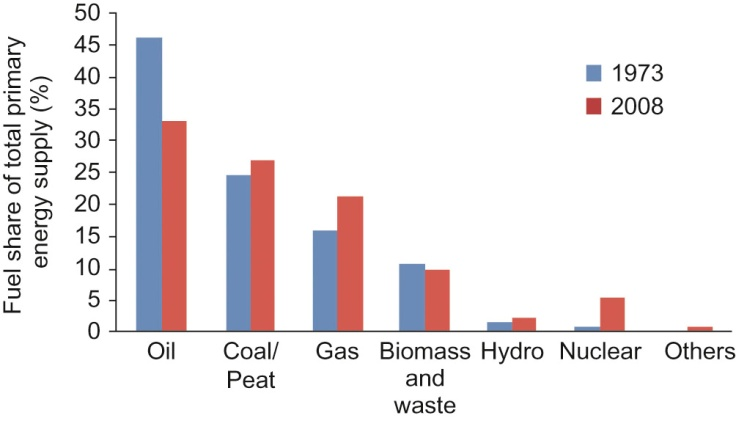 Fuel share of total primary
energy supply (%)
50
45
40
35
30
25
20
15
10
5
0
1973
2008
Oil
Coal/
Peat
Gas
Biomass
and
waste
Hydro
Nuclear
Others